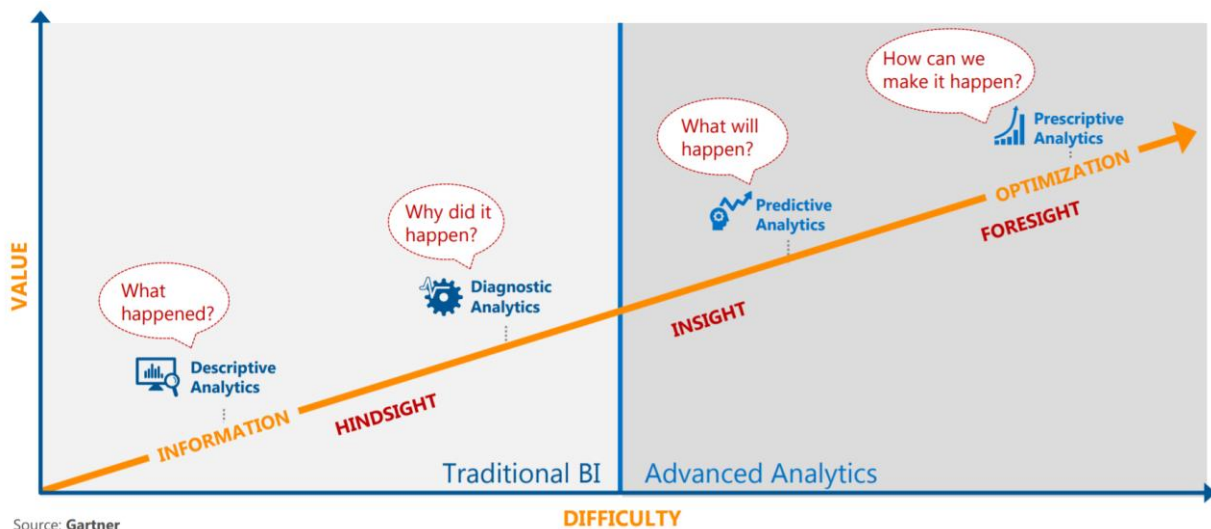 How can we
make it happen?
Prescriptive
Analytics
What will
happen?
OPTIMIZATION
Why did it
happen?
Predictive
Analytics
FORESIGHT
VALUE
What
happened?
Diagnostic
Analytics
INSIGHT
Descriptive
Analytics
HINDSIGHT
INFORMATION
Traditional BI
Advanced Analytics
DIFFICULTY
Source: Gartner